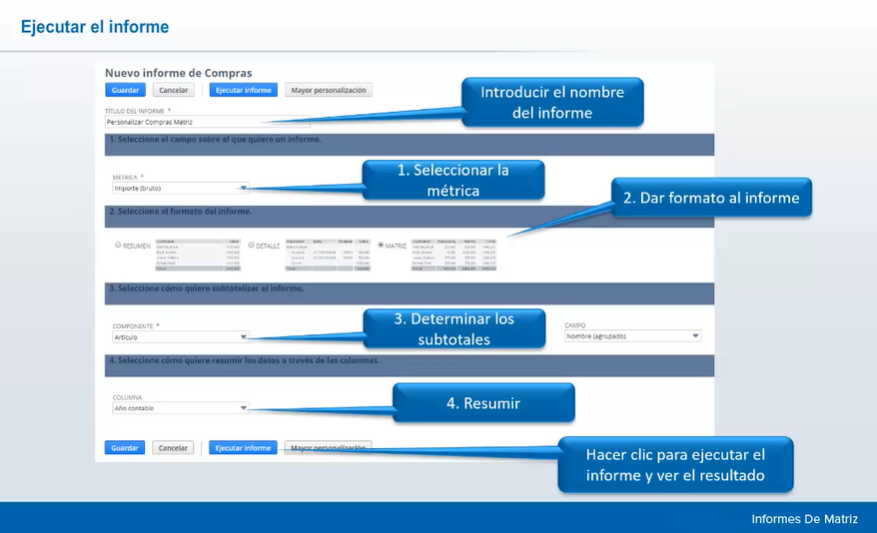 Ejecutar el informe
Nuevo informe de Compras
Guardar Cancelar Ejecutar informe Mayor personalización
Introducir el nombre
del informe
TÍTULO DEL INFORME *
Personalizar Compras Matriz
1. Seleccione el campo sobre el que quiere un informe.
1. Seleccionar la
métrica
MÉTRICA *
Importe (bruto)
2. Dar formato al informe
2. Seleccione el formato del informe.
RESUMEN DETALLE MATRIZ
3. Seleccione cómo quiere subtotalizar el informe.
3. Determinar los
subtotales
COMPONENTE * CAMPO
Artículo Nombre (agrupado)
4. Seleccione cómo quiere resumir los datos a través de las columnas.
4. Resumir
COLUMNA
Año contable
Guardar Cancelar Ejecutar informe Mayor personalización
Hacer clic para ejecutar el
informe y ver el resultado
Informes De Matriz